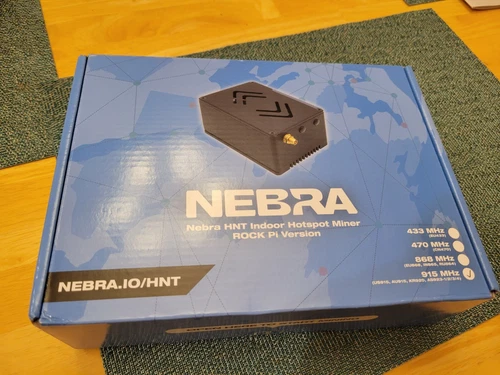 NEBRA
Nebra HNT Indoor Hotspot Miner
ROCK Pi Version
433 MHz
470 MHz
868 MHz
915 MHz
NEBRA.IO/HNT